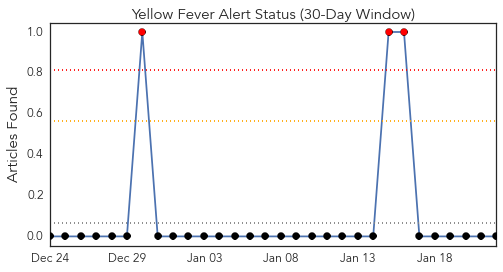 Yellow Fever Alert Status (30-Day Window)
Articles Found
1.0
0.8
0.6
0.4
0.2
0.0
Dec 24 Dec 29 Jan 03 Jan 08 Jan 13 Jan 18